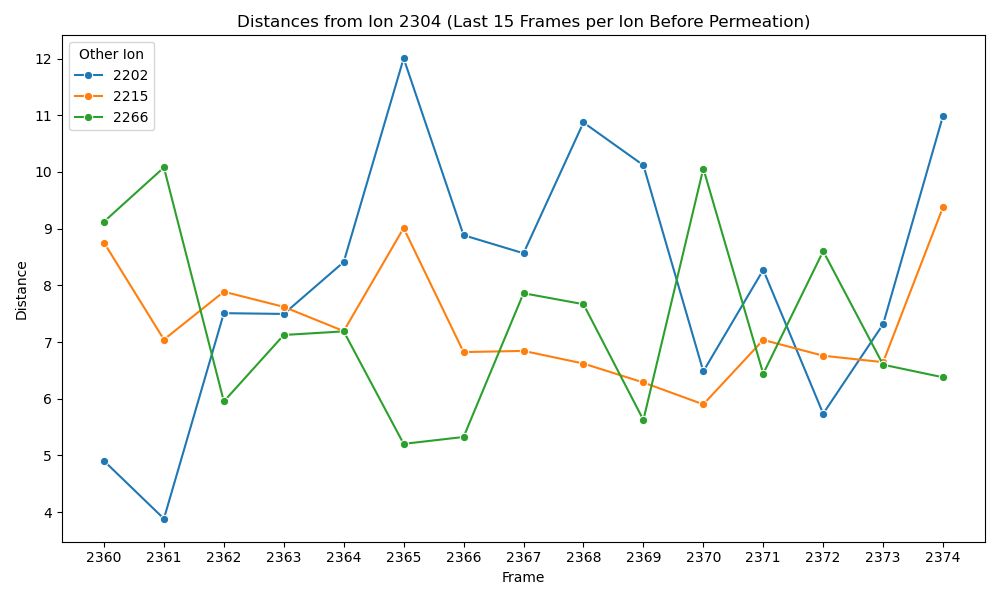 Distances from Ion 2304 (Last 15 Frames per Ion Before Permeation)
Other Ion
2202
2215
2266
Distance
12
11
10
9
8
7
6
5
4
2360 2361 2362 2363 2364 2365 2366 2367 2368 2369 2370 2371 2372 2373 2374
Frame